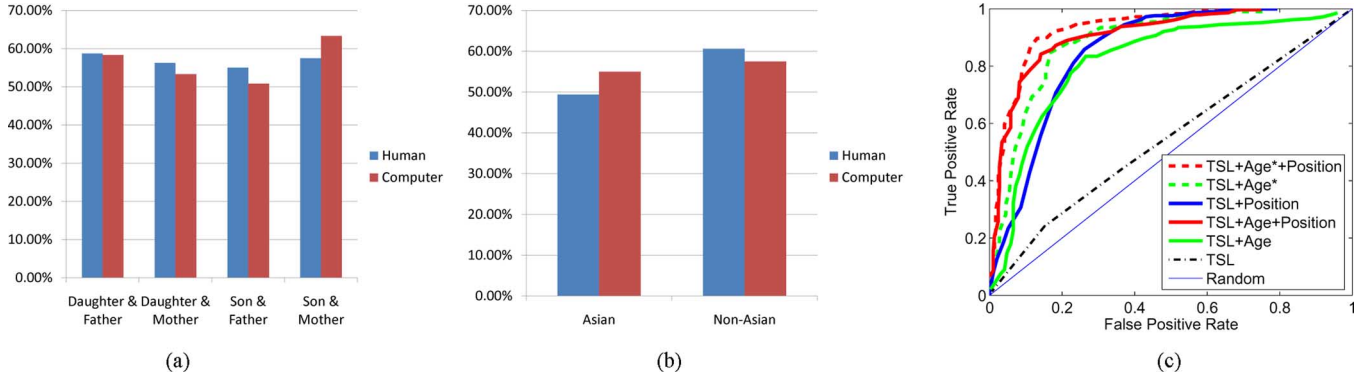 70.00%
60.00%
50.00%
40.00%
30.00%
20.00%
10.00%
0.00%
Daughter & Father
Daughter & Mother
Son & Father
Son & Mother
Human
Computer
(a)
70.00%
60.00%
50.00%
40.00%
30.00%
20.00%
10.00%
0.00%
Asian
Non-Asian
Human
Computer
(b)
True Positive Rate
1
0.8
0.6
0.4
0.2
0
0
0.2
0.4
0.6
0.8
1
False Positive Rate
TSL+Age*+Position
TSL+Age*
TSL+Position
TSL+Age+Position
TSL+Age
TSL
Random
(c)